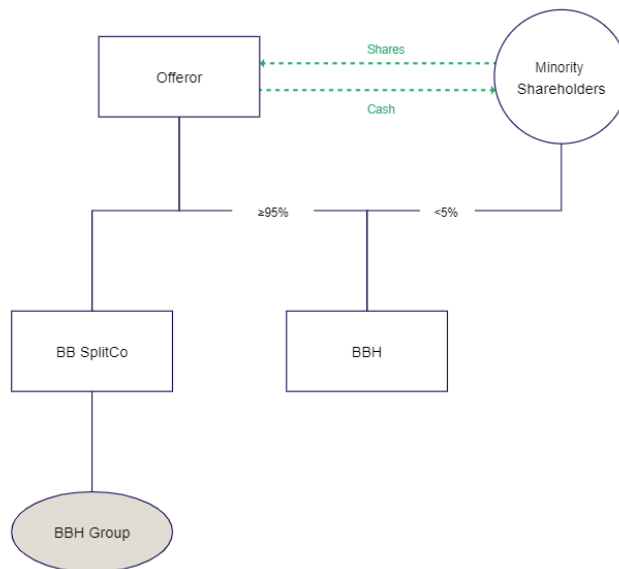 Shares
Offeror
Minority
Shareholders
Cash
≥95%
<5%
BB SplitCo
BBH
BBH Group